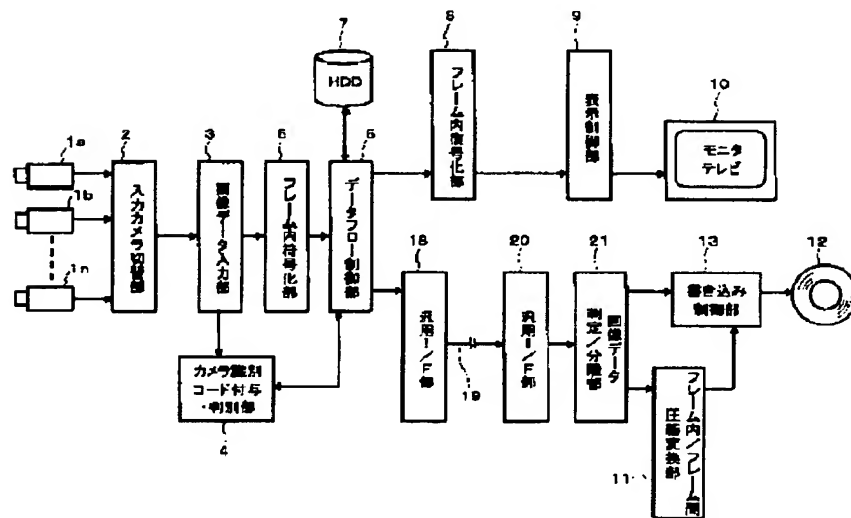 1a
1b
1n
2
入力カメラ切替部
3
画像データ入力部
カメラ識別
コード付与
・判別部
4
5
フレーム内符号化部
6
データフロー制御部
7
HDD
8
フレーム内復号化部
9
表示制御部
10
モニタ
テレビ
18
汎用I/F部
19
20
汎用I/F部
21
画像データ
判定/分離部
13
書き込み
制御部
12
フレーム内/フレーム間
圧縮変換部
11